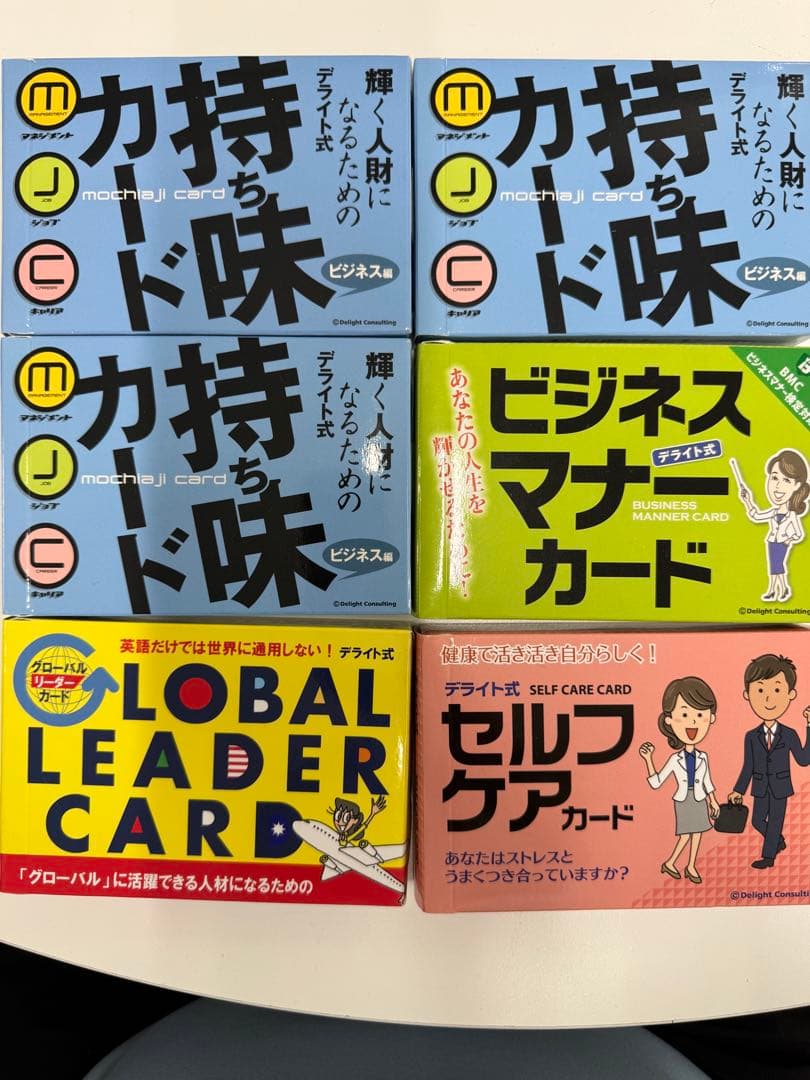 輝く人財に
なるための
デライト式
持ち味
カード
mochiaji card
M
MANAGEMENT
マネジメント
J
JOB
ジョブ
C
CAREER
キャリア
ビジネス編
©Delight Consulting
輝く人財に
なるための
デライト式
持ち味
カード
mochiaji card
M
MANAGEMENT
マネジメント
J
JOB
ジョブ
C
CAREER
キャリア
ビジネス編
©Delight Consulting
輝く人財に
なるための
デライト式
持ち味
カード
mochiaji card
M
MANAGEMENT
マネジメント
J
JOB
ジョブ
C
CAREER
キャリア
ビジネス編
©Delight Consulting
あなたの人生を
輝かせるために!
ビジネス
マナー
カード
デライト式
BUSINESS
MANNER CARD
BMC
ビジネスマナー検定
©Delight Consulting
英語だけでは世界に通用しない! デライト式
グローバル
リーダー
カード
GLOBAL
LEADER
CARD
「グローバル」に活躍できる人材になるための
健康で活き活き自分らしく!
デライト式 SELF CARE CARD
セルフ
ケアカード
あなたはストレスと
うまくつき合っていますか?
©Delight Consulting